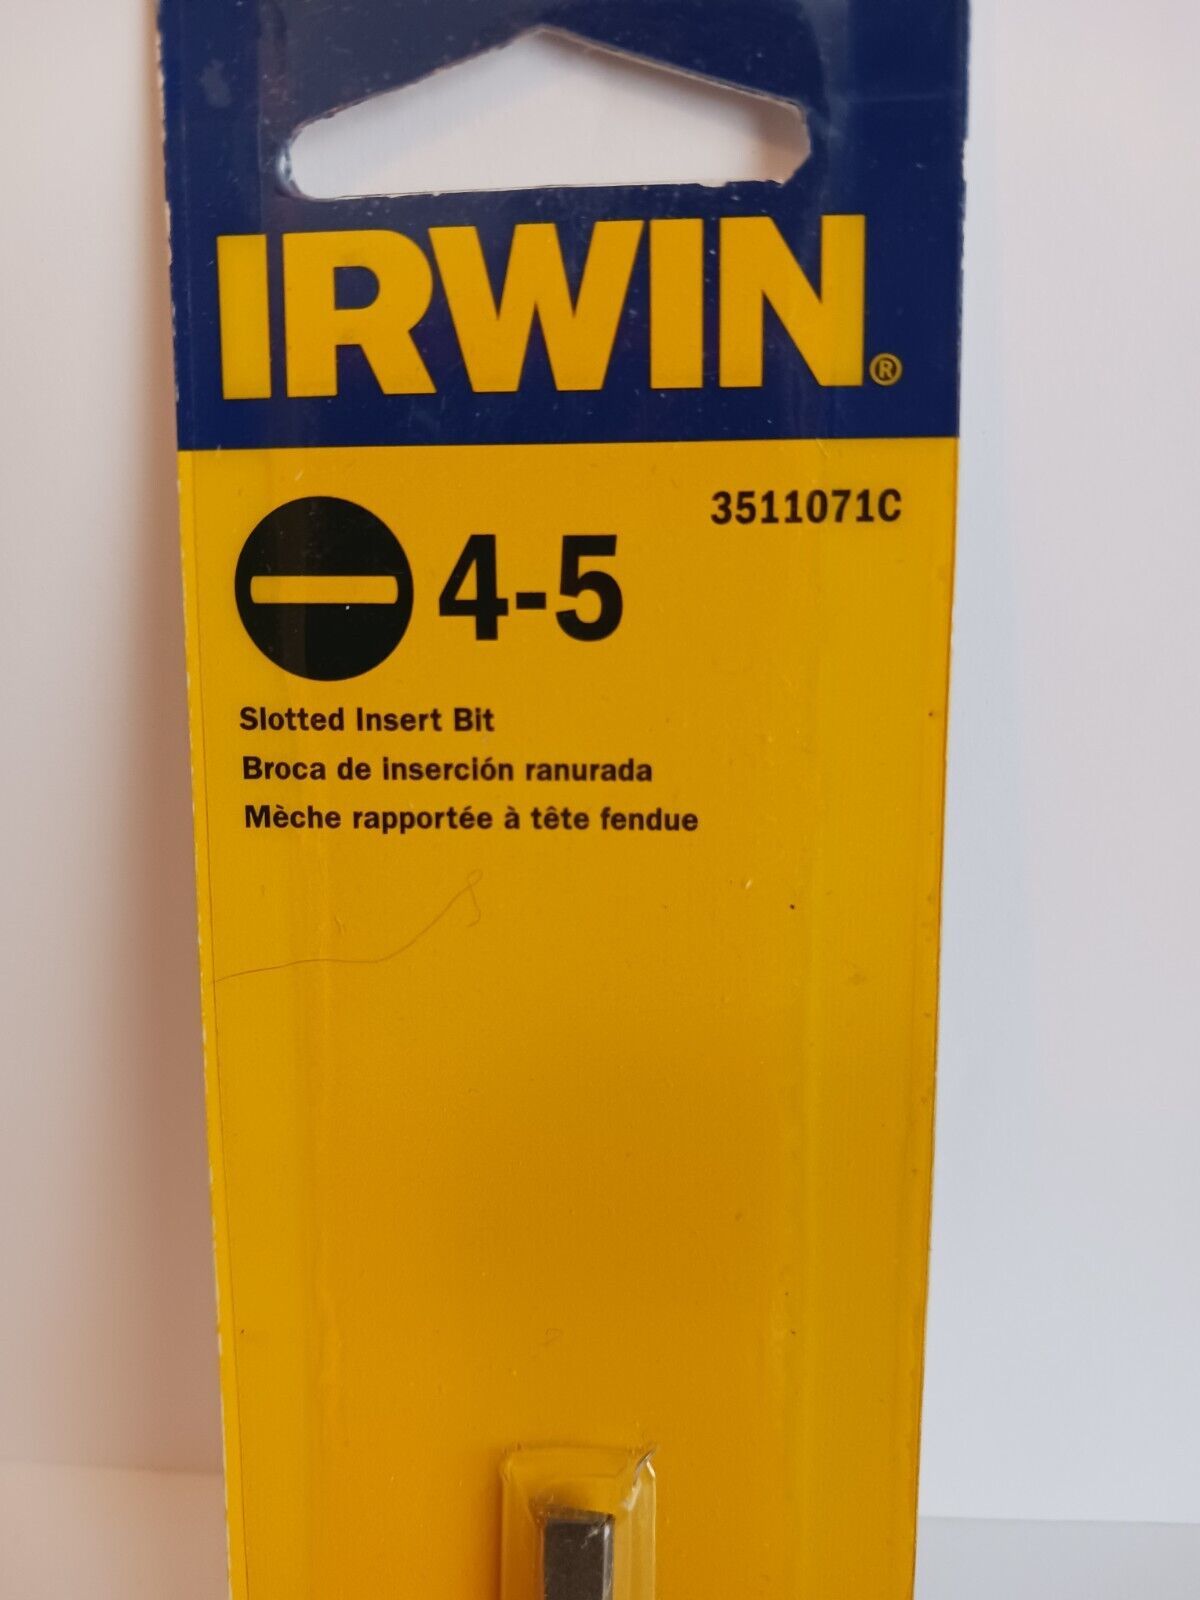 IRWIN®
3511071C
4-5
Slotted Insert Bit
Broca de inserción ranurada
Mèche rapportée à tête fendue